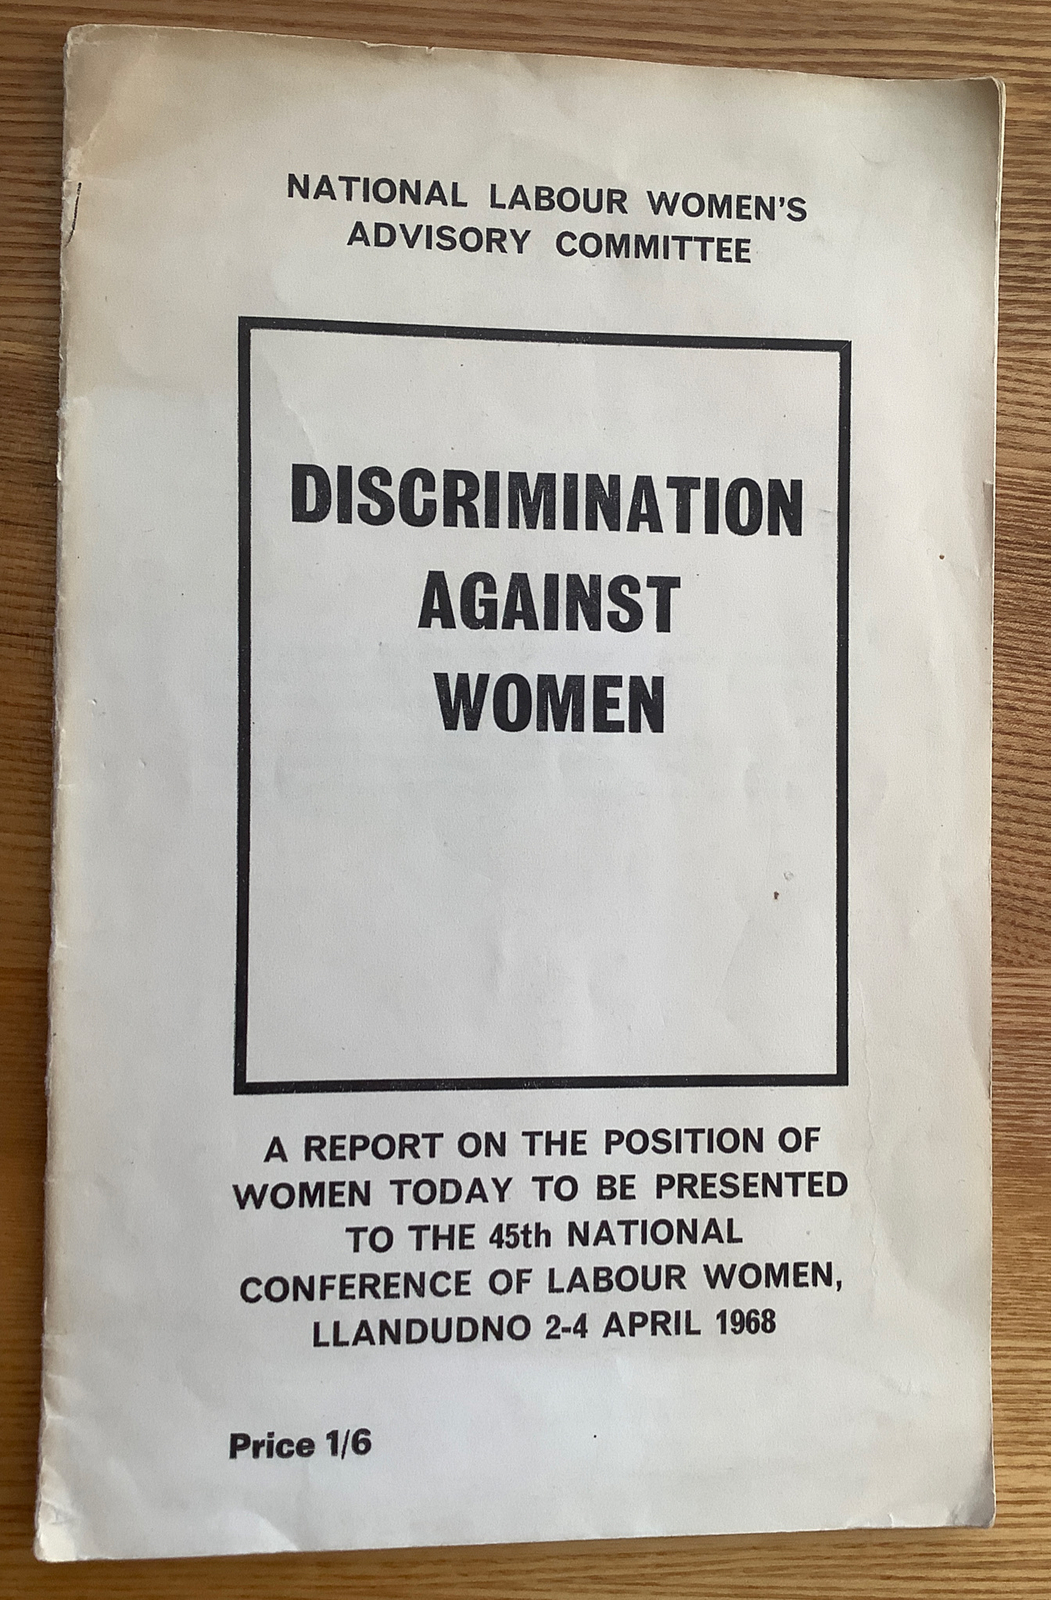 NATIONAL LABOUR WOMEN'S
ADVISORY COMMITTEE
DISCRIMINATION
AGAINST
WOMEN
A REPORT ON THE POSITION OF
WOMEN TODAY TO BE PRESENTED
TO THE 45th NATIONAL
CONFERENCE OF LABOUR WOMEN,
LLANDUDNO 2-4 APRIL 1968
Price 1/6